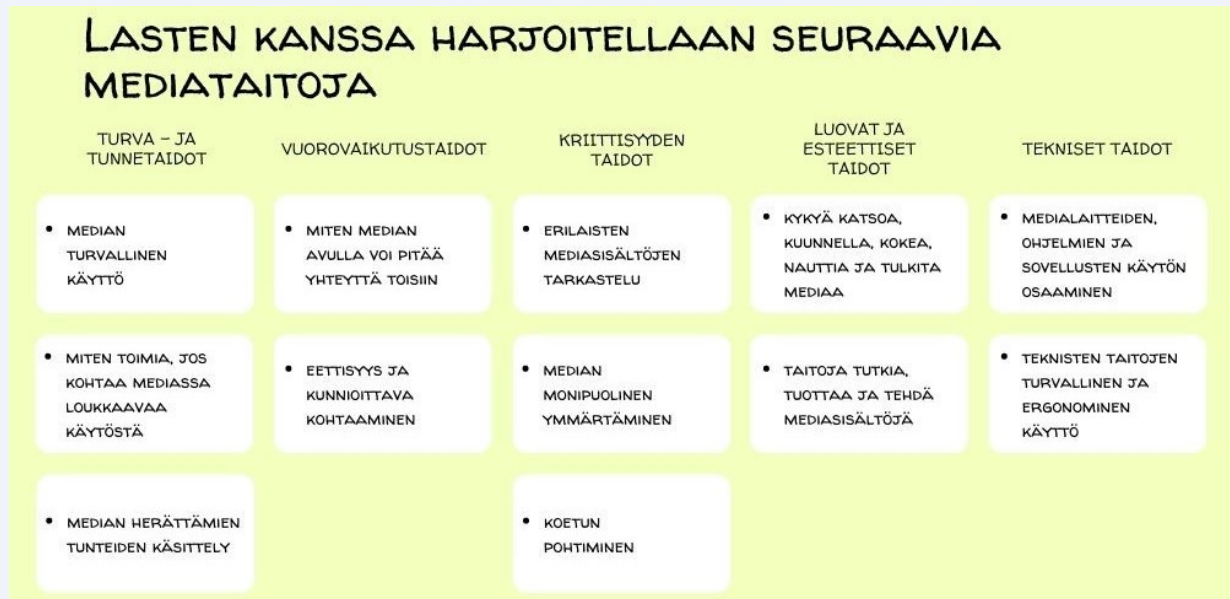 LASTEN KANSSA HARJOITELLAAN SEURAAVIA
MEDIATAITOJA
TURVA – JA
TUNNETAIDOT
• MEDIAN
TURVALLINEN
KÄYTTÖ
• MITEN TOIMIA, JOS
KOHTAA MEDIASSA
LOUKKAAVAA
KÄYTÖSTÄ
• MEDIAN HERÄTTÄMIEN
TUNTEIDEN KÄSITTELY
VUOROVAIKUTUSTAIDOT
• MITEN MEDIAN
AVULLA VOI PITÄÄ
YHTEYTTÄ TOISIIN
• EETTISYYS JA
KUNNIOITTAVA
KOHTAAMINEN
KRIITTISYYDEN
TAIDOT
• ERILAISTEN
MEDIASISÄLTÖJEN
TARKASTELU
• MEDIAN
MONIPUOLINEN
YMMÄRTÄMINEN
• KOETUN
POHTIMINEN
LUOVAT JA
ESTEETTISET
TAIDOT
• KYKYÄ KATSOA,
KUUNNELLA, KOKEA,
NAUTTIA JA TULKITA
MEDIAA
• TAITOJA TUTKIA,
TUOTTAA JA TEHDÄ
MEDIASISÄLTÖJÄ
TEKNISET TAIDOT
• MEDIALAITTEIDEN,
OHJELMIEN JA
SOVELLUSTEN KÄYTÖN
OSAAMINEN
• TEKNISTEN TAITOJEN
TURVALLINEN JA
ERGONOMINEN
KÄYTTÖ